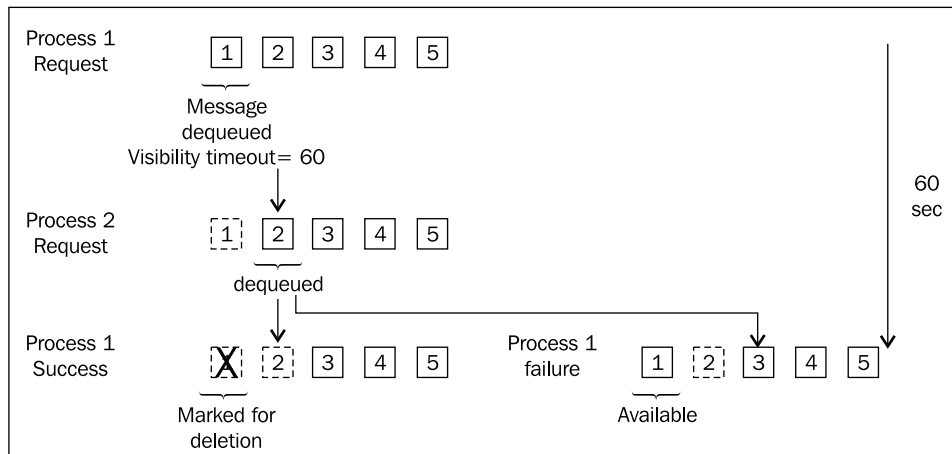 Process 1
Request
1 2 3 4 5
Message
dequeued
Visibility timeout= 60
60
sec
Process 2
Request
1 2 3 4 5
dequeued
Process 1
Success
1 2 3 4 5
Marked for
deletion
Process 1
failure
1 2 3 4 5
Available